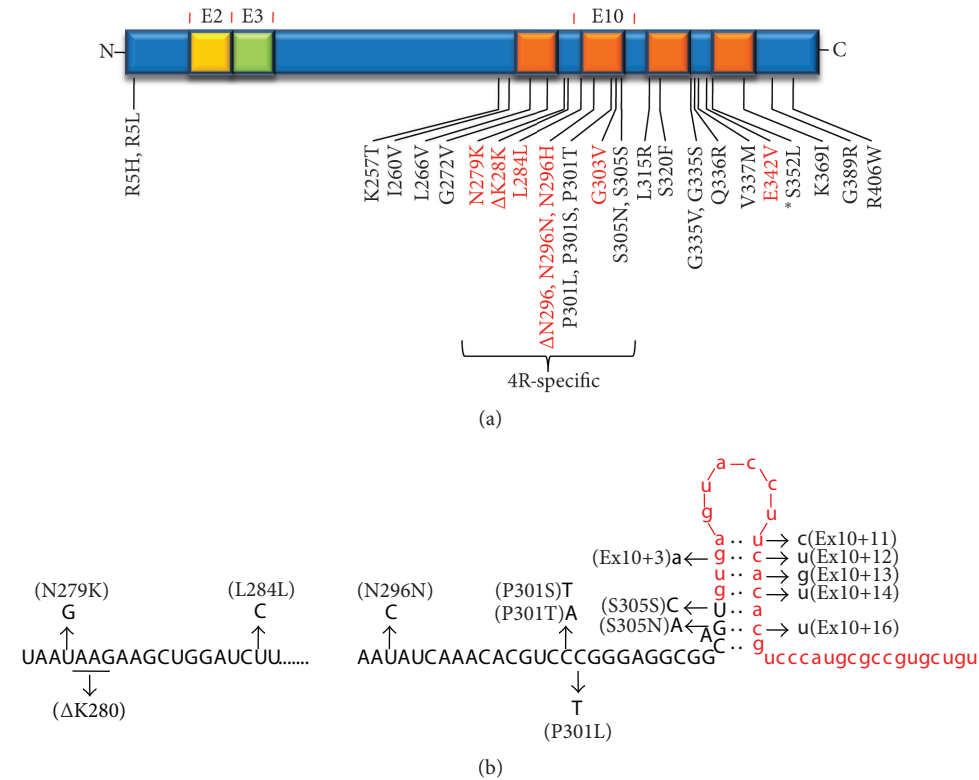 E2 E3 E10
N C
R5H, R5L
K257T
I260V
L266V
G272V
N279K
ΔK28K
L284L
ΔN296, N296N, N296H
P301L, P301S, P301T
G303V
S305N, S305S
L315R
S320F
G335V, G335S
Q336R
V337M
E342V
* S352L
K369I
G389R
R406W
4R-specific
(a)
(N279K)
G
(L284L)
C
UAAUAAGAAGCUGGAUCUU......
(ΔK280)
(N296N)
C
(P301S)T
(P301T)A
AAUAUCAAACACGUCCCGGGAGGCGG
T
(P301L)
(Ex10+3)a
(S305S)C
(S305N)A
A C G U g u g a g u g a c c u u c a c a c g
c(Ex10+11)
u(Ex10+12)
g(Ex10+13)
u(Ex10+14)
u(Ex10+16)
ucccaugcgccgugcugu
(b)